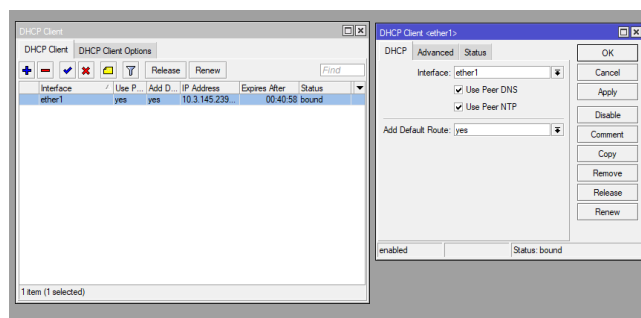 DHCP Client
DHCP Client DHCP Client Options
Release Renew Find
Interface Use P... Add D... IP Address Expires After Status
ether1 yes yes 10.3.145.239... 00:40:58 bound
1 item (1 selected)
DHCP Client <ether1>
DHCP Advanced Status
Interface: ether1
Use Peer DNS
Use Peer NTP
Add Default Route: yes
OK
Cancel
Apply
Disable
Comment
Copy
Remove
Release
Renew
enabled Status: bound